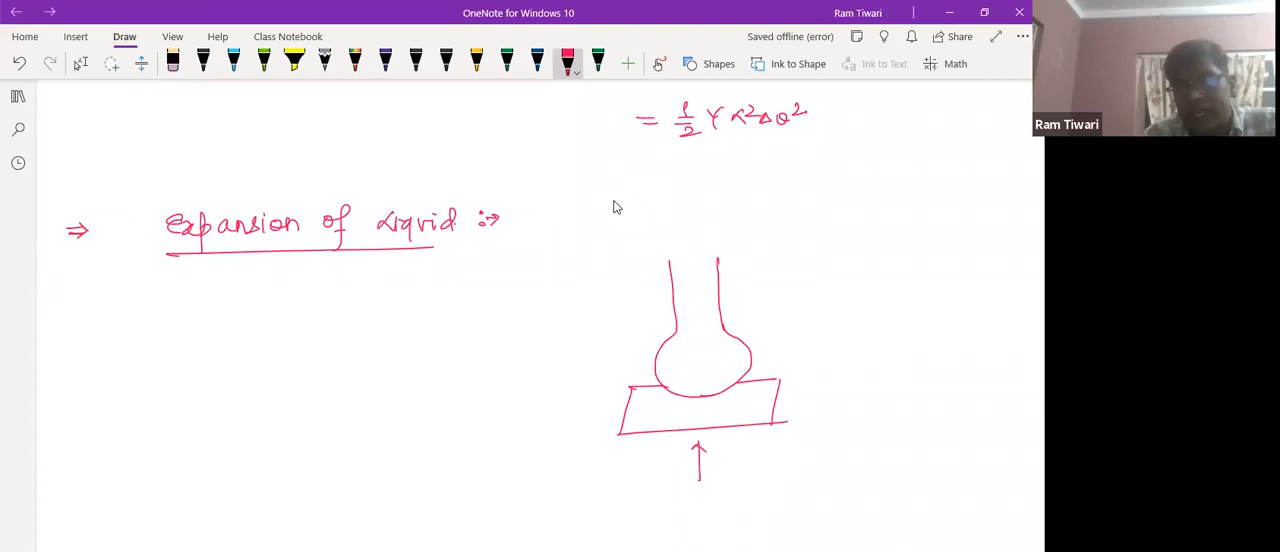 OneNote for Windows 10
Ram Tiwari
Home Insert Draw View Help Class Notebook
Saved offline (error)
Share
Shapes
Ink to Shape
Ink to Text
Math
Ram Tiwari
= 1/2 Y α²Δθ²
⇒ Expansion of Liquid :→